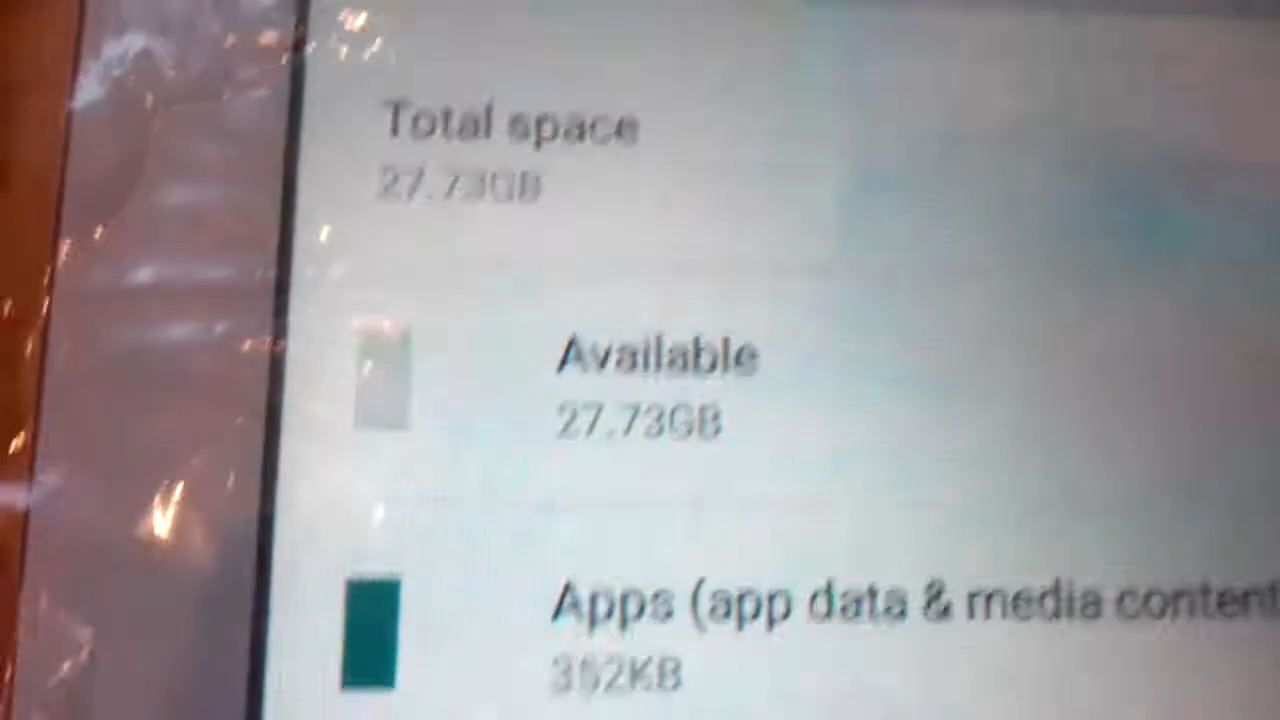 Total space
27.73GB
Available
27.73GB
Apps (app data & media content
352KB